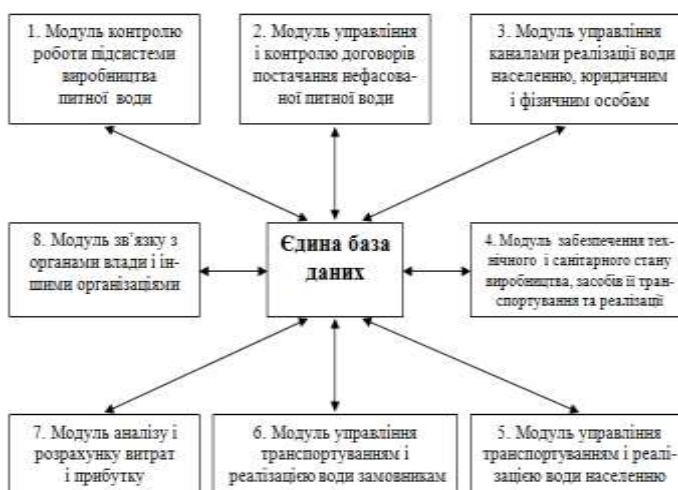 1. Модуль контролю
роботи підсистеми
виробництва
питної води
2. Модуль управління
і контролю договорів
постачання нефасова-
ної питної води
3. Модуль управління
каналами реалізації води
населенню, юридичним
і фізичним особам
8. Модуль зв’язку з
органами влади і ін-
шими організаціями
Єдина база
даних
4. Модуль забезпечення тех-
нічного і санітарного стану
виробництва, засобів її тран-
спортування та реалізації
7. Модуль аналізу і
розрахунку витрат
і прибутку
6. Модуль управління
транспортуванням і
реалізацією води замовникам
5. Модуль управління
транспортуванням і реалі-
зацією води населенню